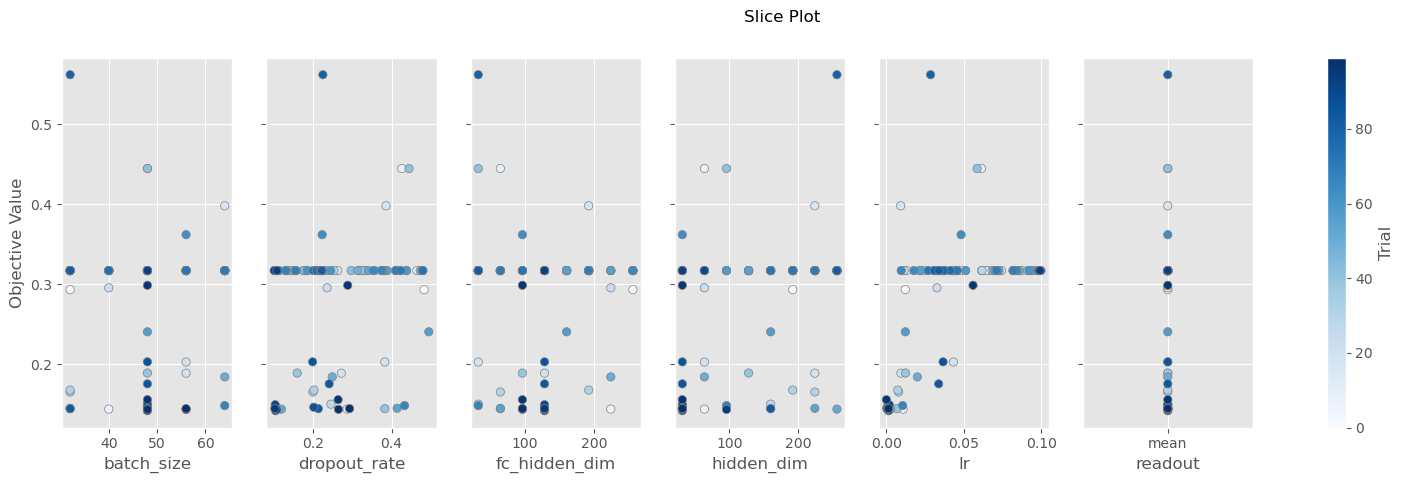 Slice Plot
Objective Value
0.5
0.4
0.3
0.2
40 60
batch_size
0.2 0.4
dropout_rate
100 200
fc_hidden_dim
100 200
hidden_dim
0.00 0.05 0.10
lr
mean
readout
80
60
40
20
0
Trial